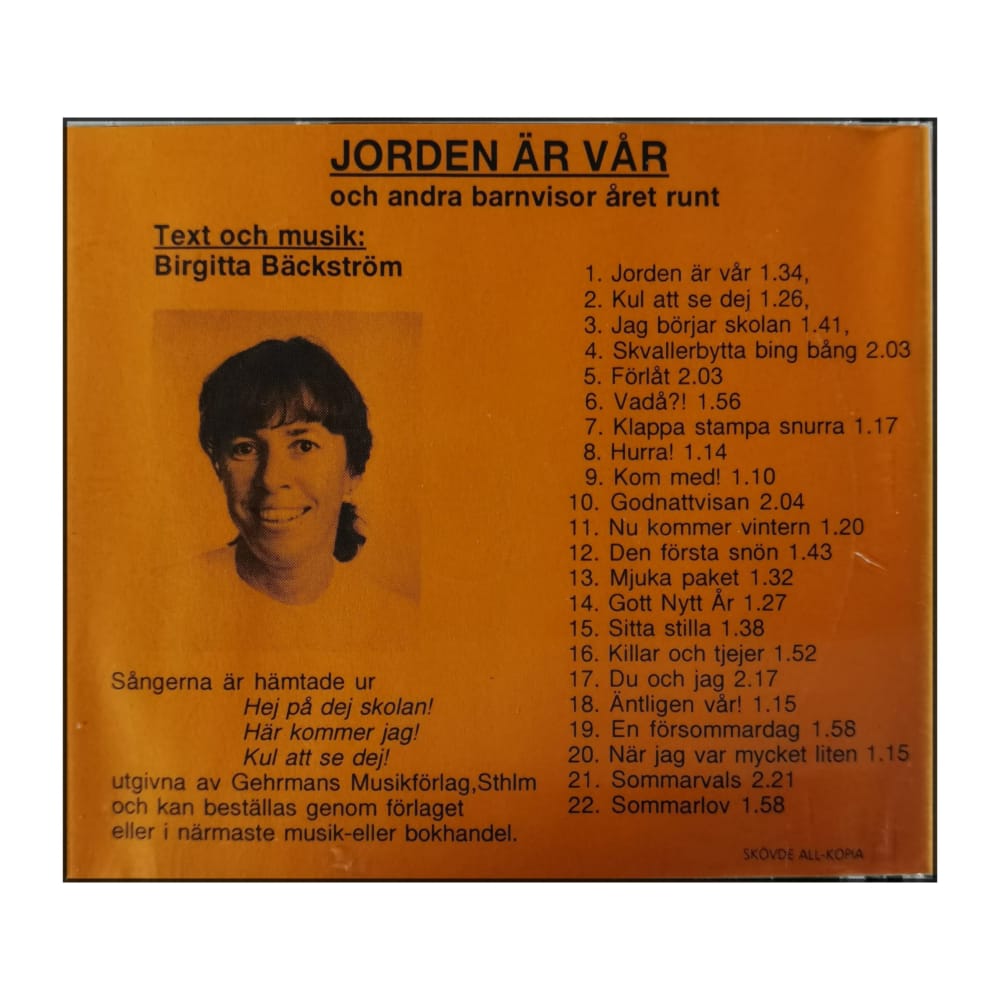 JORDEN ÄR VÅR
och andra barnvisor året runt
Text och musik:
Birgitta Bäckström
1. Jorden är vår 1.34,
2. Kul att se dej 1.26,
3. Jag börjar skolan 1.41,
4. Skvallerbytta bing bång 2.03
5. Förlåt 2.03
6. Vadå?! 1.56
7. Klappa stampa snurra 1.17
8. Hurra! 1.14
9. Kom med! 1.10
10. Godnattvisan 2.04
11. Nu kommer vintern 1.20
12. Den första snön 1.43
13. Mjuka paket 1.32
14. Gott Nytt År 1.27
15. Sitta stilla 1.38
16. Killar och tjejer 1.52
17. Du och jag 2.17
18. Äntligen vår! 1.15
19. En försommardag 1.58
20. När jag var mycket liten 1.15
21. Sommarvals 2.21
22. Sommarlov 1.58
Sångerna är hämtade ur
Hej på dej skolan!
Här kommer jag!
Kul att se dej!
utgivna av Gehrmans Musikförlag,Sthlm
och kan beställas genom förlaget
eller i närmaste musik-eller bokhandel.
SKÖVDE ALL-KOPIA